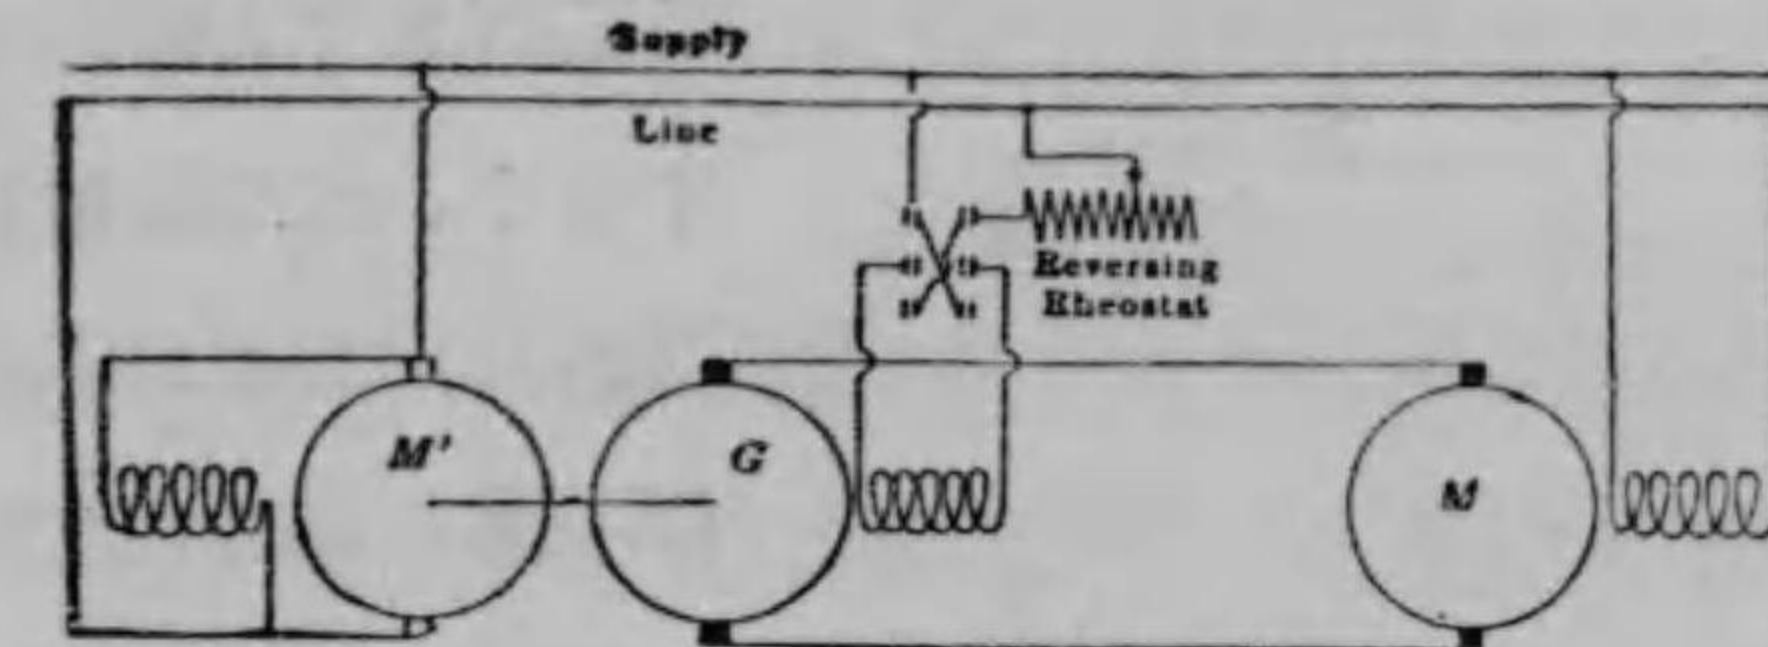 Supply
Line
Reversing
Rheostat
M'
G
M